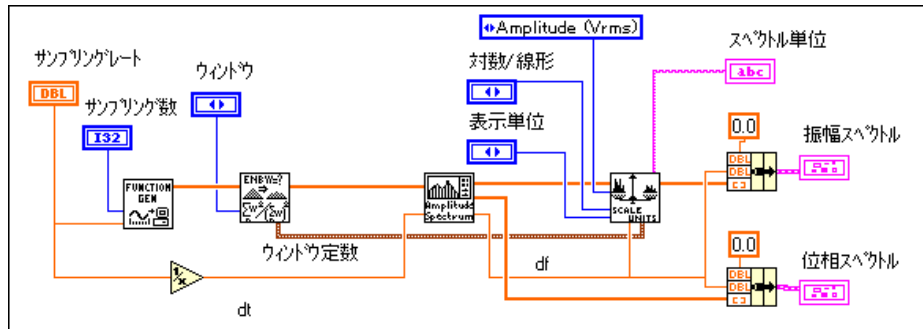 Amplitude (Vrms)
スペクトル単位
サンプリングレート
対数/線形
abc
DBL
ウィンドウ
サンプリング数
表示単位
0.0
振幅スペクトル
I32
DBL
DBL
[ ]
FUNCTION
GEN
ENBW=?
Σw²/(Σw)²
Amplitude
Spectrum
SCALE
UNITS
ウィンドウ定数
0.0
位相スペクトル
1/x
df
DBL
DBL
[ ]
dt